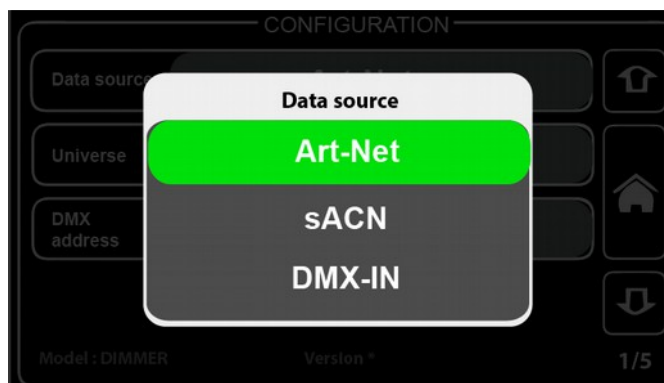 CONFIGURATION
Data source
Data source
Art-Net
Universe
sACN
DMX
address
DMX-IN
Model : DIMMER
Version *
1/5